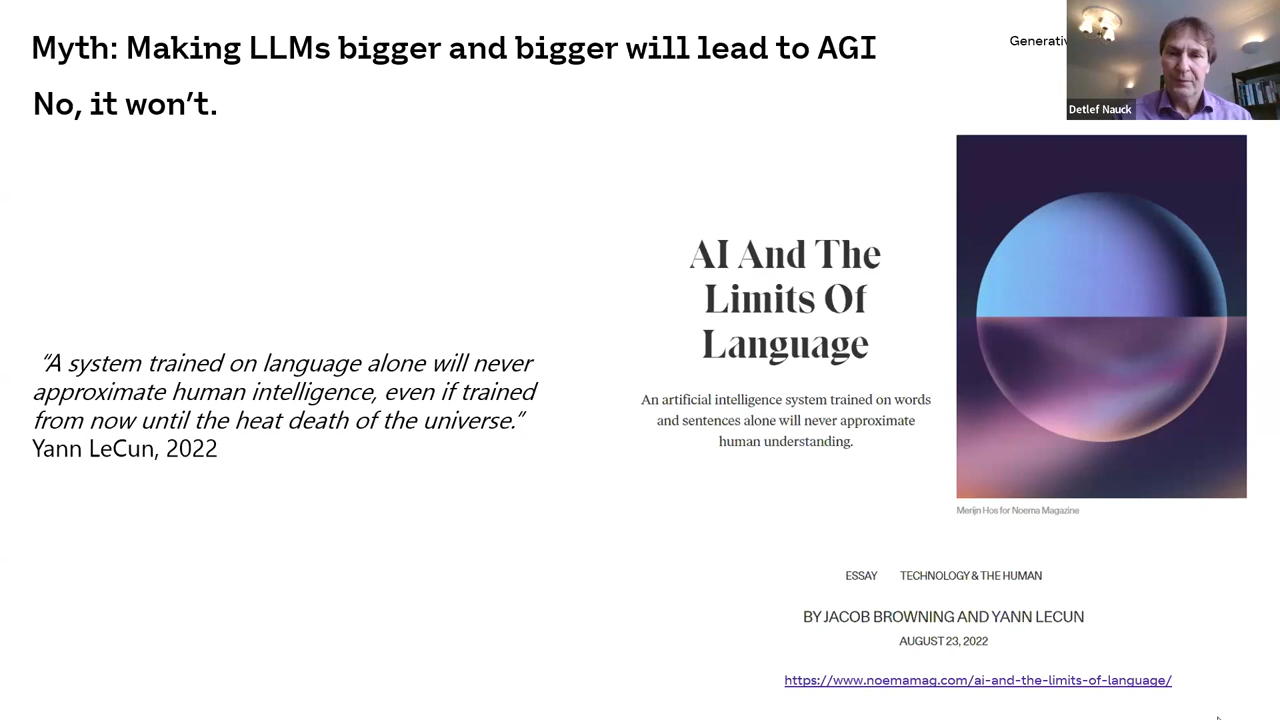 Myth: Making LLMs bigger and bigger will lead to AGI
No, it won’t.
Detlef Nauck
AI And The
Limits Of
Language
An artificial intelligence system trained on words
and sentences alone will never approximate
human understanding.
“A system trained on language alone will never
approximate human intelligence, even if trained
from now until the heat death of the universe.”
Yann LeCun, 2022
Merijn Hos for Noema Magazine
ESSAY TECHNOLOGY & THE HUMAN
BY JACOB BROWNING AND YANN LECUN
AUGUST 23, 2022
https://www.noemamag.com/ai-and-the-limits-of-language/